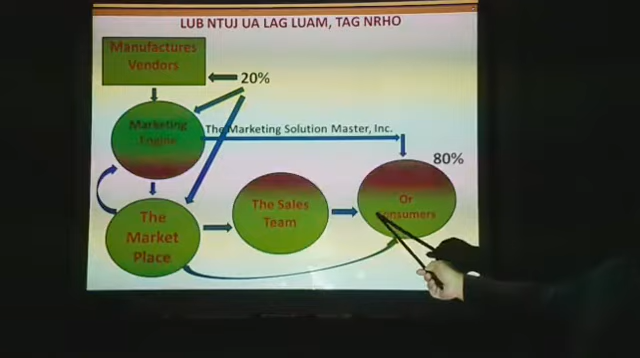 LUB NTUJ UA LAG LUAM, TAG NRHO
Manufactures
Vendors
20%
Marketing
Engine
The Marketing Solution Master, Inc.
80%
The
Market
Place
The Sales
Team
Or
Consumers